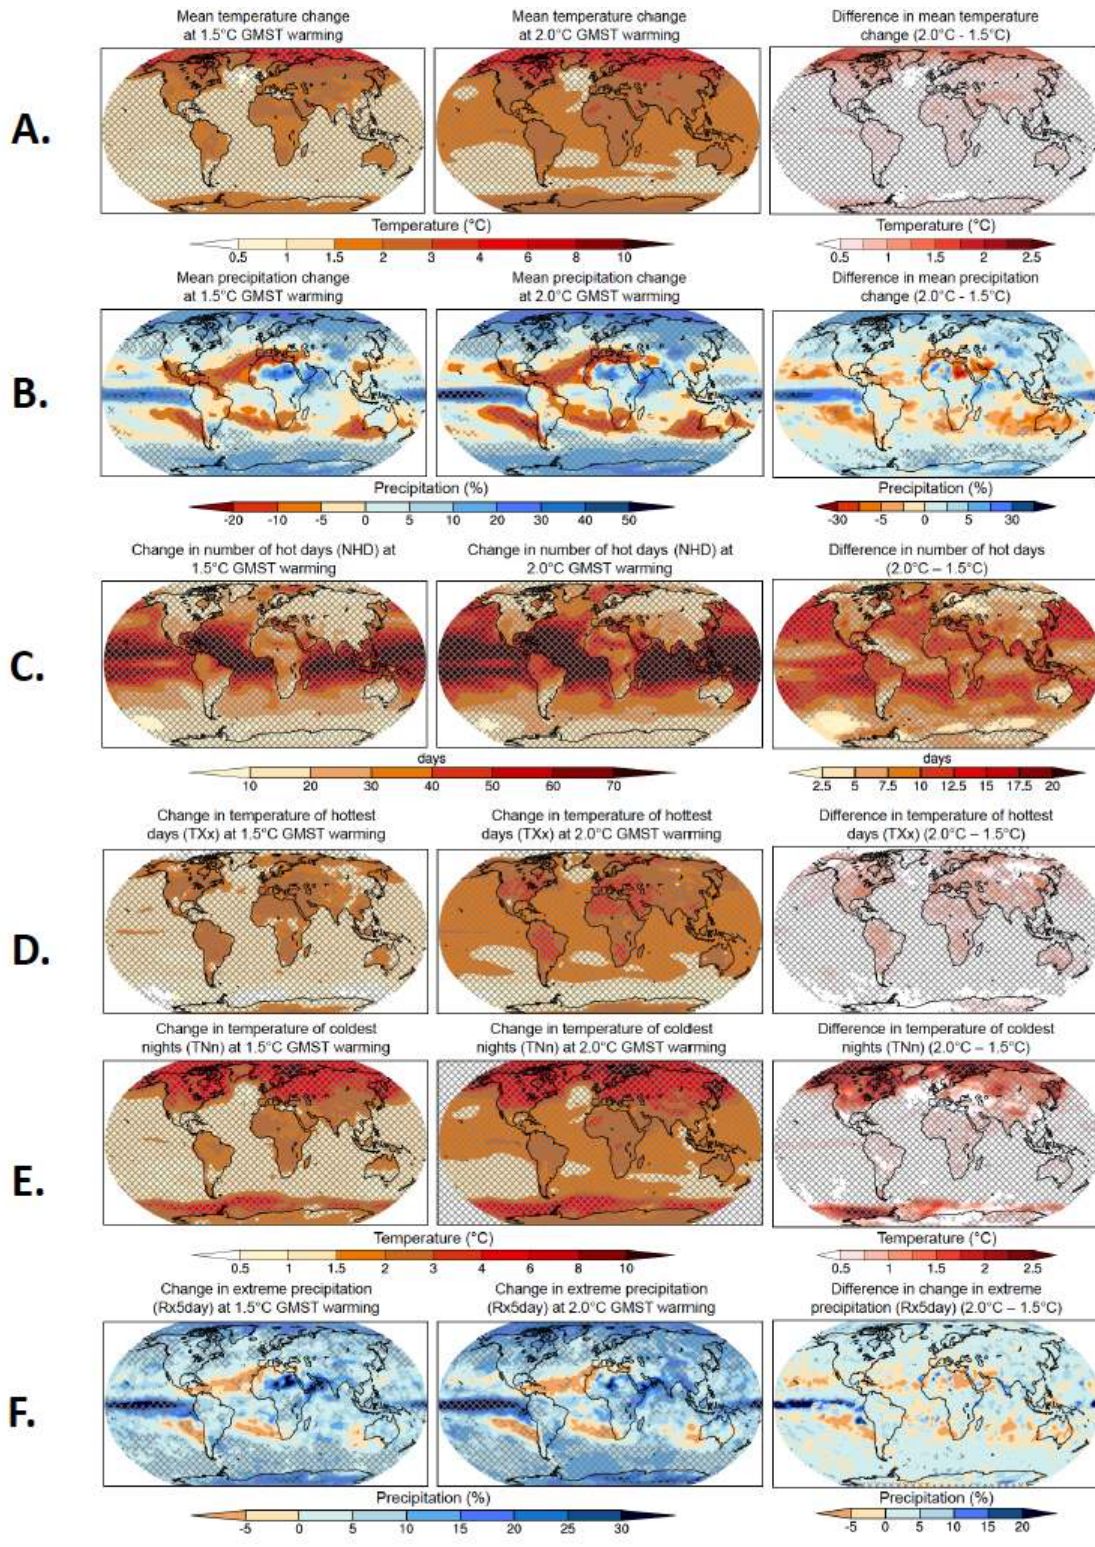 Mean temperature change
at 1.5°C GMST warming
Mean temperature change
at 2.0°C GMST warming
Difference in mean temperature
change (2.0°C - 1.5°C)
A.
Temperature (°C)
0.5 1 1.5 2 3 4 6 8 10
Temperature (°C)
0.5 1 1.5 2 2.5
Mean precipitation change
at 1.5°C GMST warming
Mean precipitation change
at 2.0°C GMST warming
Difference in mean precipitation
change (2.0°C - 1.5°C)
B.
Precipitation (%)
-20 -10 -5 0 5 10 20 30 40 50
Precipitation (%)
-30 -5 0 5 30
Change in number of hot days (NHD) at
1.5°C GMST warming
Change in number of hot days (NHD) at
2.0°C GMST warming
Difference in number of hot days
(2.0°C – 1.5°C)
C.
days
10 20 30 40 50 60 70
days
2.5 5 7.5 10 12.5 15 17.5 20
Change in temperature of hottest
days (TXx) at 1.5°C GMST warming
Change in temperature of hottest
days (TXx) at 2.0°C GMST warming
Difference in temperature of hottest
days (TXx) (2.0°C – 1.5°C)
D.
Change in temperature of coldest
nights (TNn) at 1.5°C GMST warming
Change in temperature of coldest
nights (TNn) at 2.0°C GMST warming
Difference in temperature of coldest
nights (TNn) (2.0°C – 1.5°C)
E.
Temperature (°C)
0.5 1 1.5 2 3 4 6 8 10
Temperature (°C)
0.5 1 1.5 2 2.5
Change in extreme precipitation
(Rx5day) at 1.5°C GMST warming
Change in extreme precipitation
(Rx5day) at 2.0°C GMST warming
Difference in change in extreme
precipitation (Rx5day) (2.0°C – 1.5°C)
F.
Precipitation (%)
-5 0 5 10 15 20 25 30
Precipitation (%)
-5 0 5 10 15 20